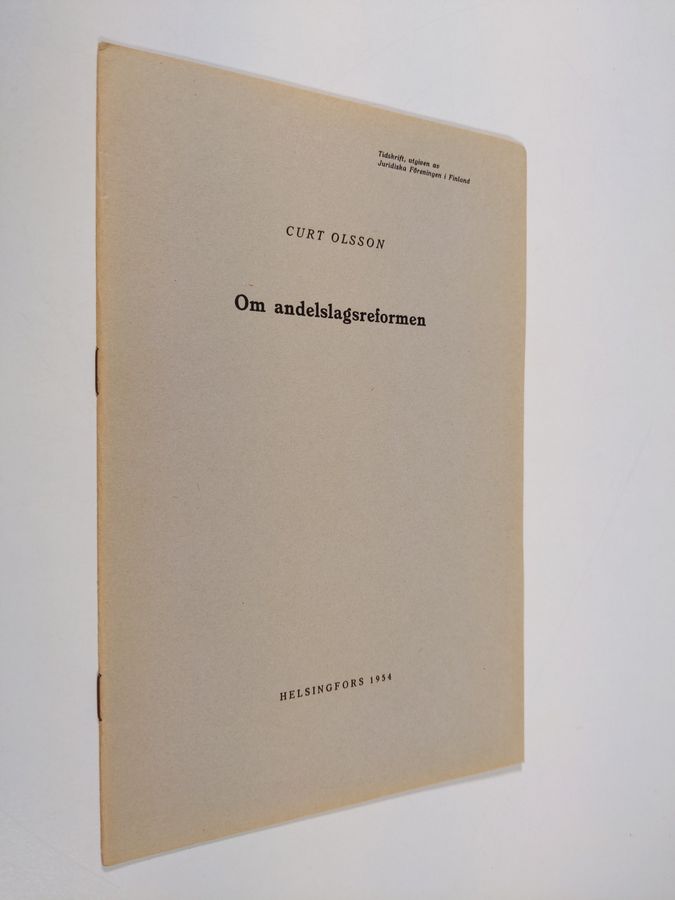 Tidskrift, utgiven av
Juridiska Föreningen i Finland
CURT OLSSON
Om andelslagsreformen
HELSINGFORS 1954